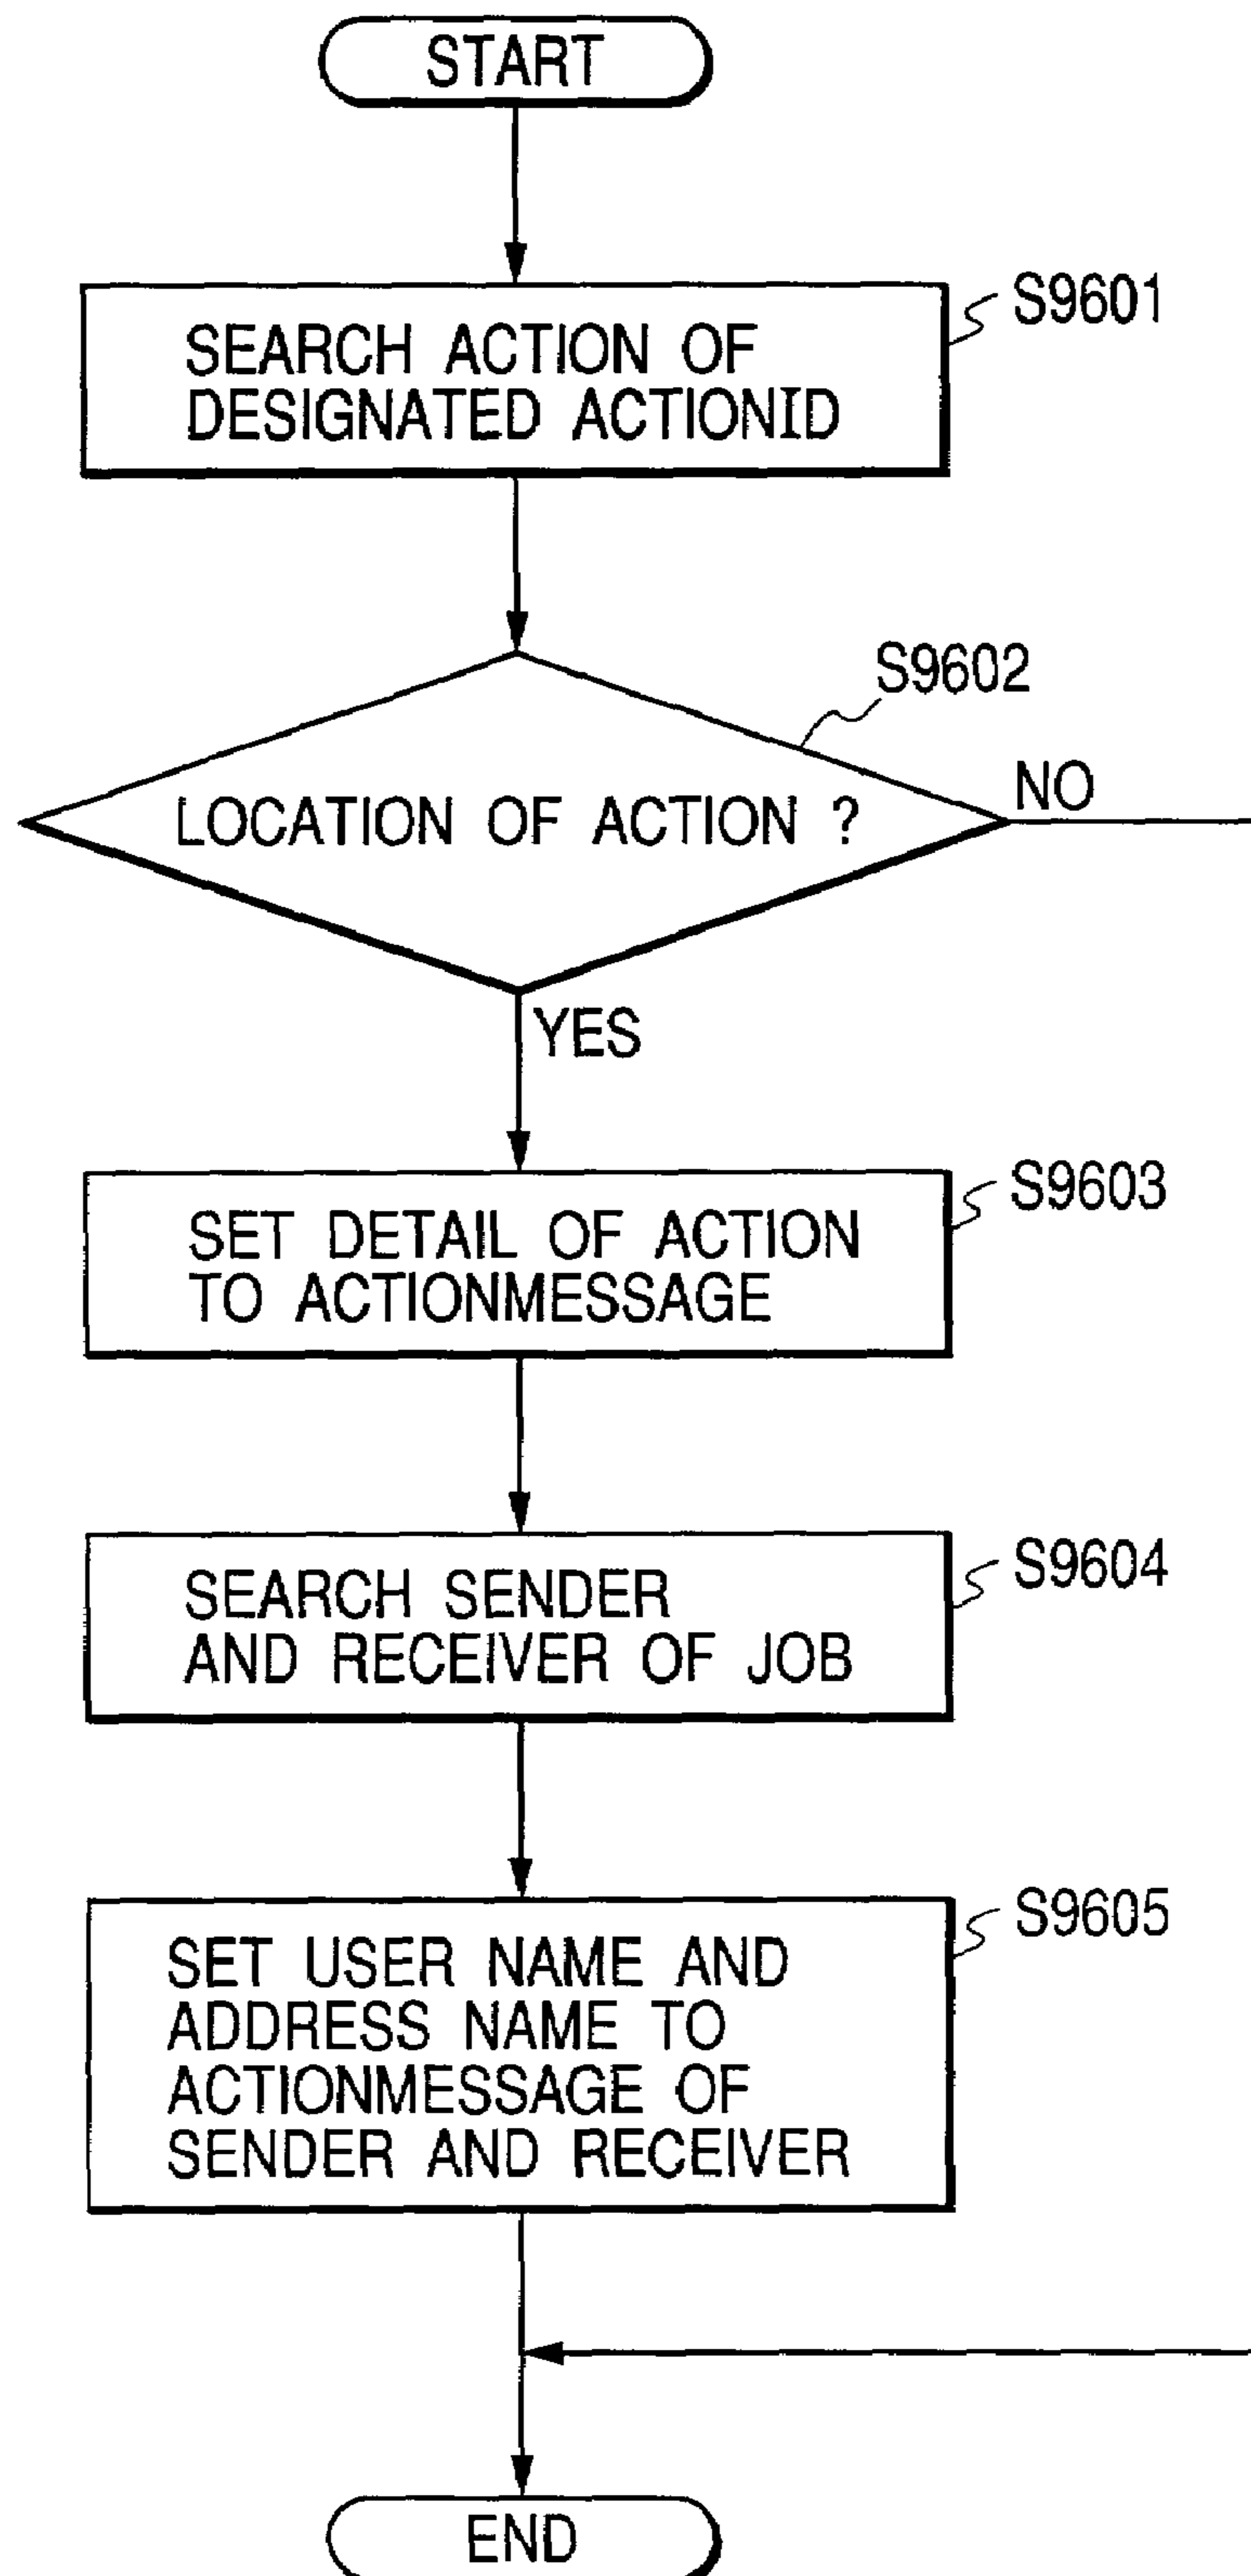 START
SEARCH ACTION OF
DESIGNATED ACTIONID
S9601
S9602
LOCATION OF ACTION ?
NO
YES
SET DETAIL OF ACTION
TO ACTIONMESSAGE
S9603
SEARCH SENDER
AND RECEIVER OF JOB
S9604
SET USER NAME AND
ADDRESS NAME TO
ACTIONMESSAGE OF
SENDER AND RECEIVER
S9605
END